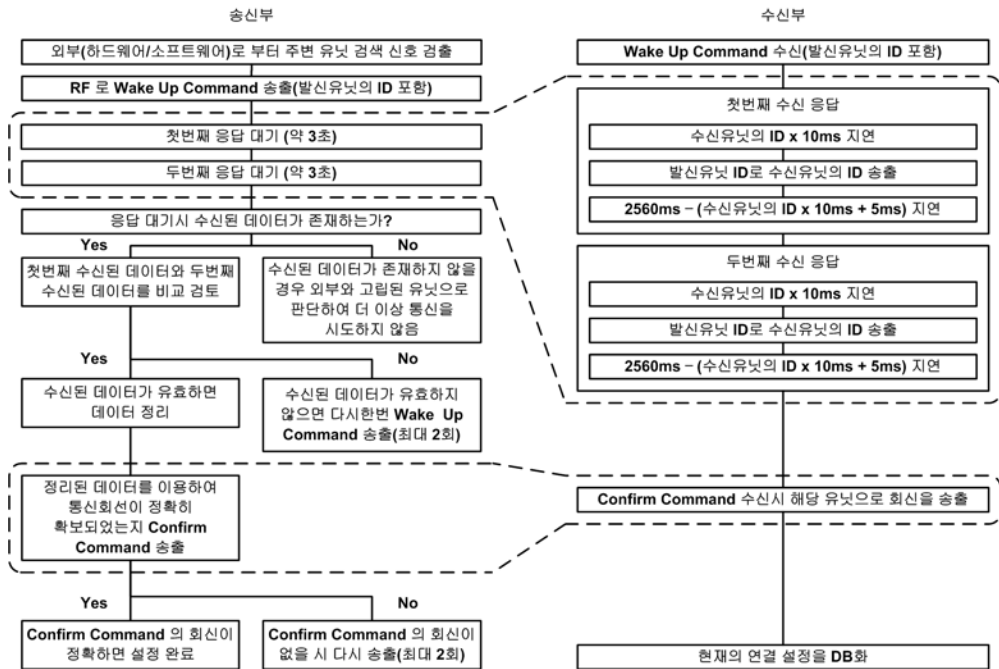 송신부
외부(하드웨어/소프트웨어)로 부터 주변 유닛 검색 신호 검출
RF 로 Wake Up Command 송출(발신유닛의 ID 포함)
첫번째 응답 대기 (약 3초)
두번째 응답 대기 (약 3초)
응답 대기시 수신된 데이터가 존재하는가?
Yes
No
첫번째 수신된 데이터와 두번째
수신된 데이터를 비교 검토
수신된 데이터가 존재하지 않을
경우 외부와 고립된 유닛으로
판단하여 더 이상 통신을
시도하지 않음
Yes
No
수신된 데이터가 유효하면
데이터 정리
수신된 데이터가 유효하지
않으면 다시한번 Wake Up
Command 송출(최대 2회)
정리된 데이터를 이용하여
통신회선이 정확히
확보되었는지 Confirm
Command 송출
Yes
No
Confirm Command 의 회신이
정확하면 설정 완료
Confirm Command 의 회신이
없을 시 다시 송출(최대 2회)
수신부
Wake Up Command 수신(발신유닛의 ID 포함)
첫번째 수신 응답
수신유닛의 ID x 10ms 지연
발신유닛 ID로 수신유닛의 ID 송출
2560ms – (수신유닛의 ID x 10ms + 5ms) 지연
두번째 수신 응답
수신유닛의 ID x 10ms 지연
발신유닛 ID로 수신유닛의 ID 송출
2560ms – (수신유닛의 ID x 10ms + 5ms) 지연
Confirm Command 수신시 해당 유닛으로 회신을 송출
현재의 연결 설정을 DB화